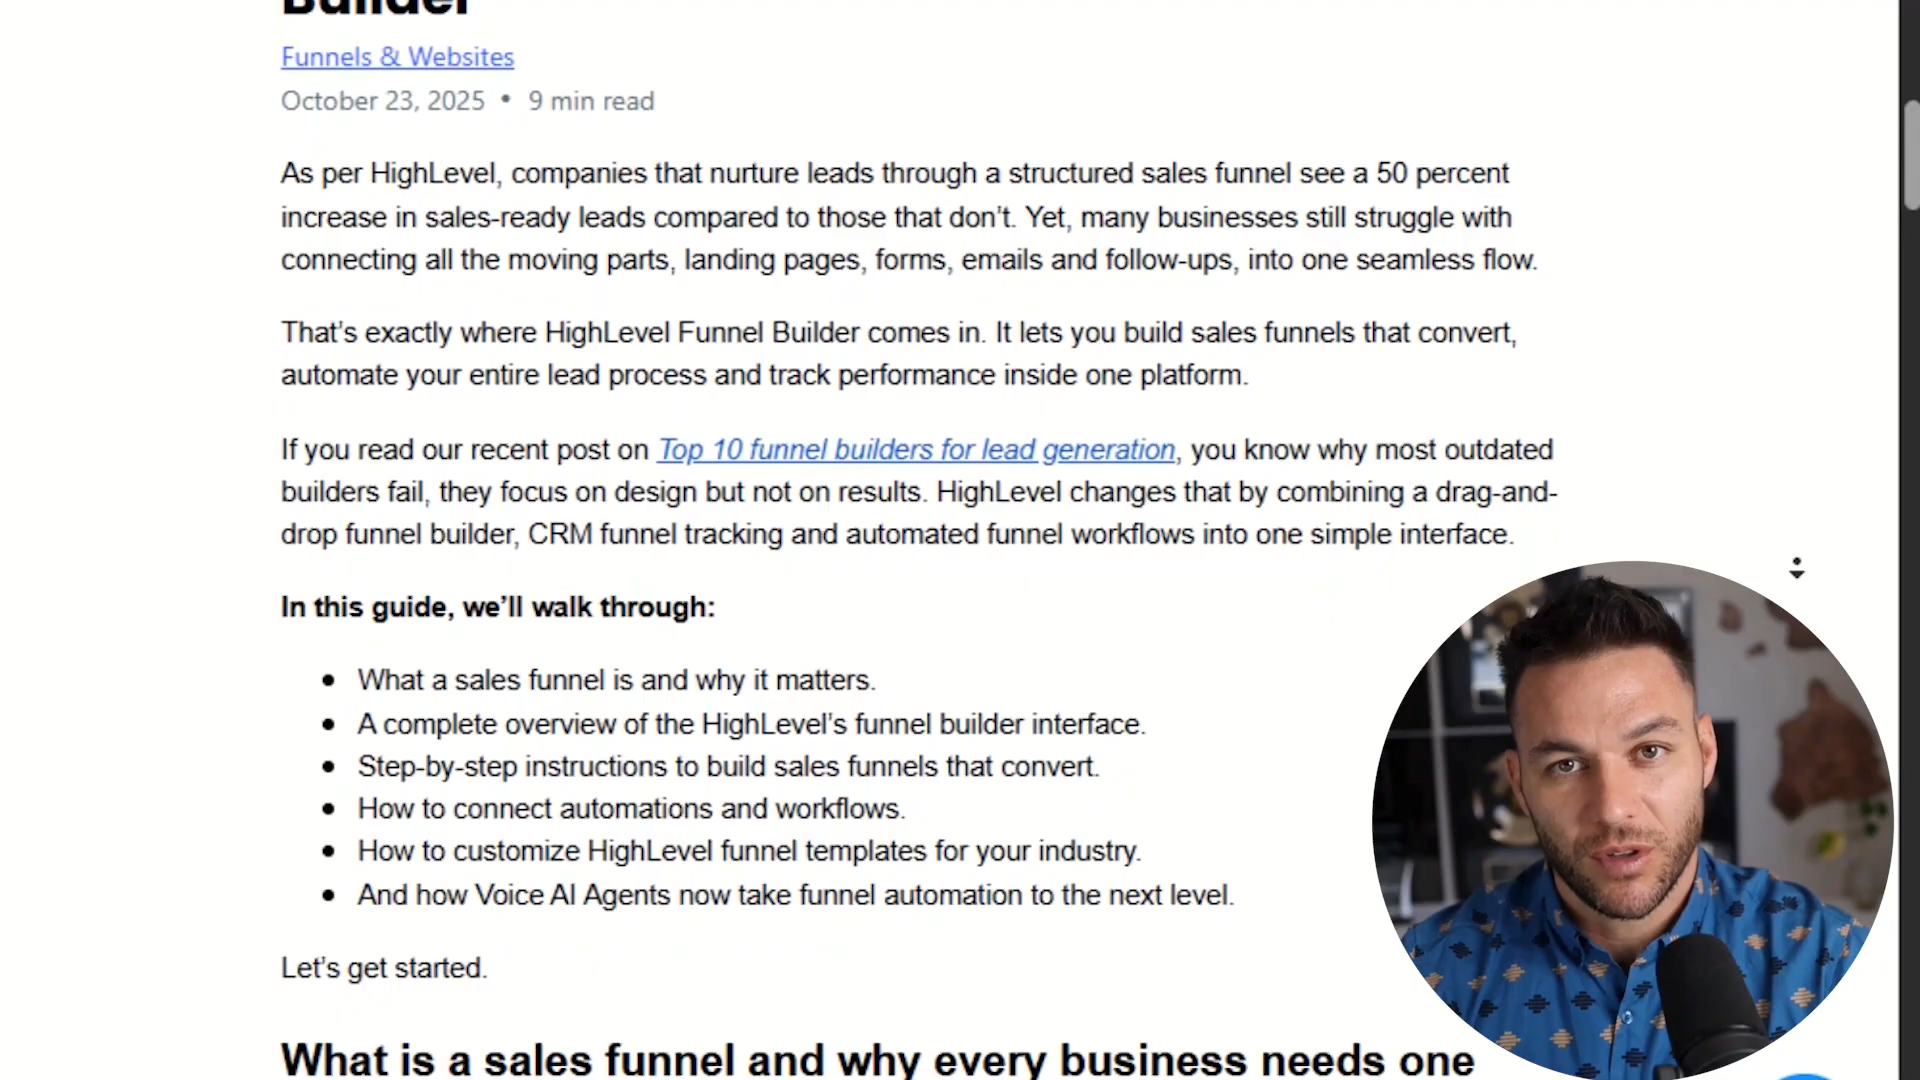 Builder
Funnels & Websites
October 23, 2025 • 9 min read
As per HighLevel, companies that nurture leads through a structured sales funnel see a 50 percent
increase in sales-ready leads compared to those that don't. Yet, many businesses still struggle with
connecting all the moving parts, landing pages, forms, emails and follow-ups, into one seamless flow.
That's exactly where HighLevel Funnel Builder comes in. It lets you build sales funnels that convert,
automate your entire lead process and track performance inside one platform.
If you read our recent post on Top 10 funnel builders for lead generation, you know why most outdated
builders fail, they focus on design but not on results. HighLevel changes that by combining a drag-and-
drop funnel builder, CRM funnel tracking and automated funnel workflows into one simple interface.
In this guide, we'll walk through:
• What a sales funnel is and why it matters.
• A complete overview of the HighLevel's funnel builder interface.
• Step-by-step instructions to build sales funnels that convert.
• How to connect automations and workflows.
• How to customize HighLevel funnel templates for your industry.
• And how Voice AI Agents now take funnel automation to the next level.
Let's get started.
What is a sales funnel and why every business needs one